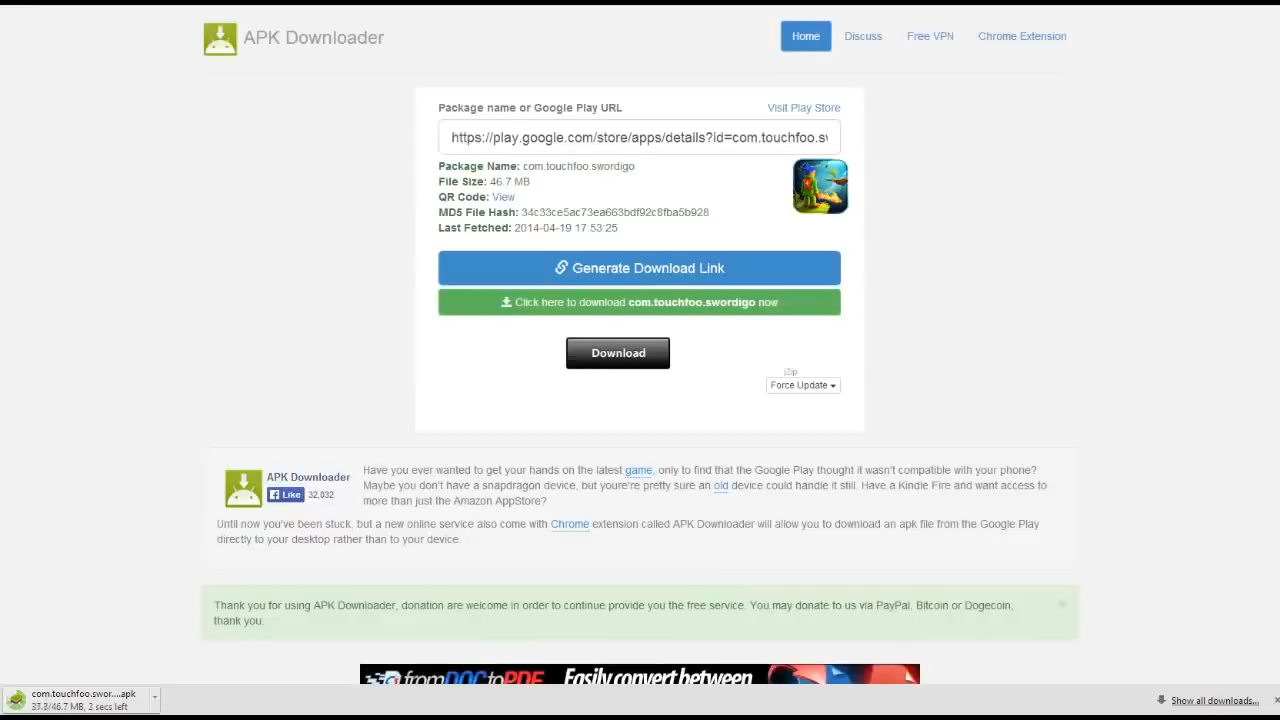 APK Downloader
Home
Discuss
Free VPN
Chrome Extension
Package name or Google Play URL
Visit Play Store
https://play.google.com/store/apps/details?id=com.touchfoo.sw
Package Name: com.touchfoo.swordigo
File Size: 46.7 MB
QR Code: View
MD5 File Hash: 34c33ce5ac73ea663bdf92c8fba5b928
Last Fetched: 2014-04-19 17:53:25
Generate Download Link
Click here to download com.touchfoo.swordigo now
Download
jZip
Force Update
APK Downloader
Like 32,032
Have you ever wanted to get your hands on the latest game, only to find that the Google Play thought it wasn't compatible with your phone?
Maybe you don't have a snapdragon device, but youre're pretty sure an old device could handle it still. Have a Kindle Fire and want access to
more than just the Amazon AppStore?
Until now you've been stuck, but a new online service also come with Chrome extension called APK Downloader will allow you to download an apk file from the Google Play
directly to your desktop rather than to your device.
Thank you for using APK Downloader, donation are welcome in order to continue provide you the free service. You may donate to us via PayPal, Bitcoin or Dogecoin,
thank you.
fromDOCtoPDF
Easily convert between
com.touchfoo.swor....apk
37.3/46.7 MB, 2 secs left
Show all downloads...